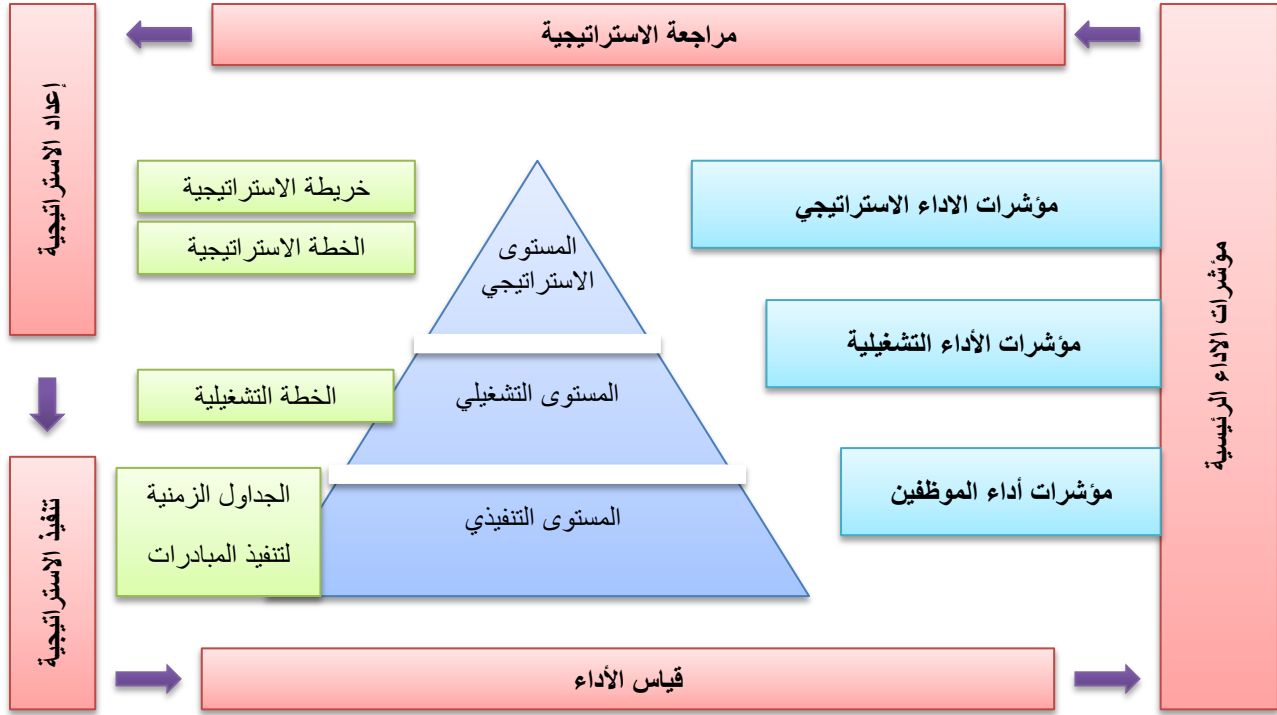 مراجعة الاستراتيجية
إعداد الاستراتيجية
خريطة الاستراتيجية
الخطة الاستراتيجية
المستوى
الاستراتيجي
مؤشرات الاداء الاستراتيجي
مؤشرات الاداء الرئيسية
مؤشرات الأداء التشغيلية
الخطة التشغيلية
المستوى التشغيلي
مؤشرات أداء الموظفين
الجداول الزمنية
لتنفيذ المبادرات
المستوى التنفيذي
تنفيذ الاستراتيجية
قياس الأداء